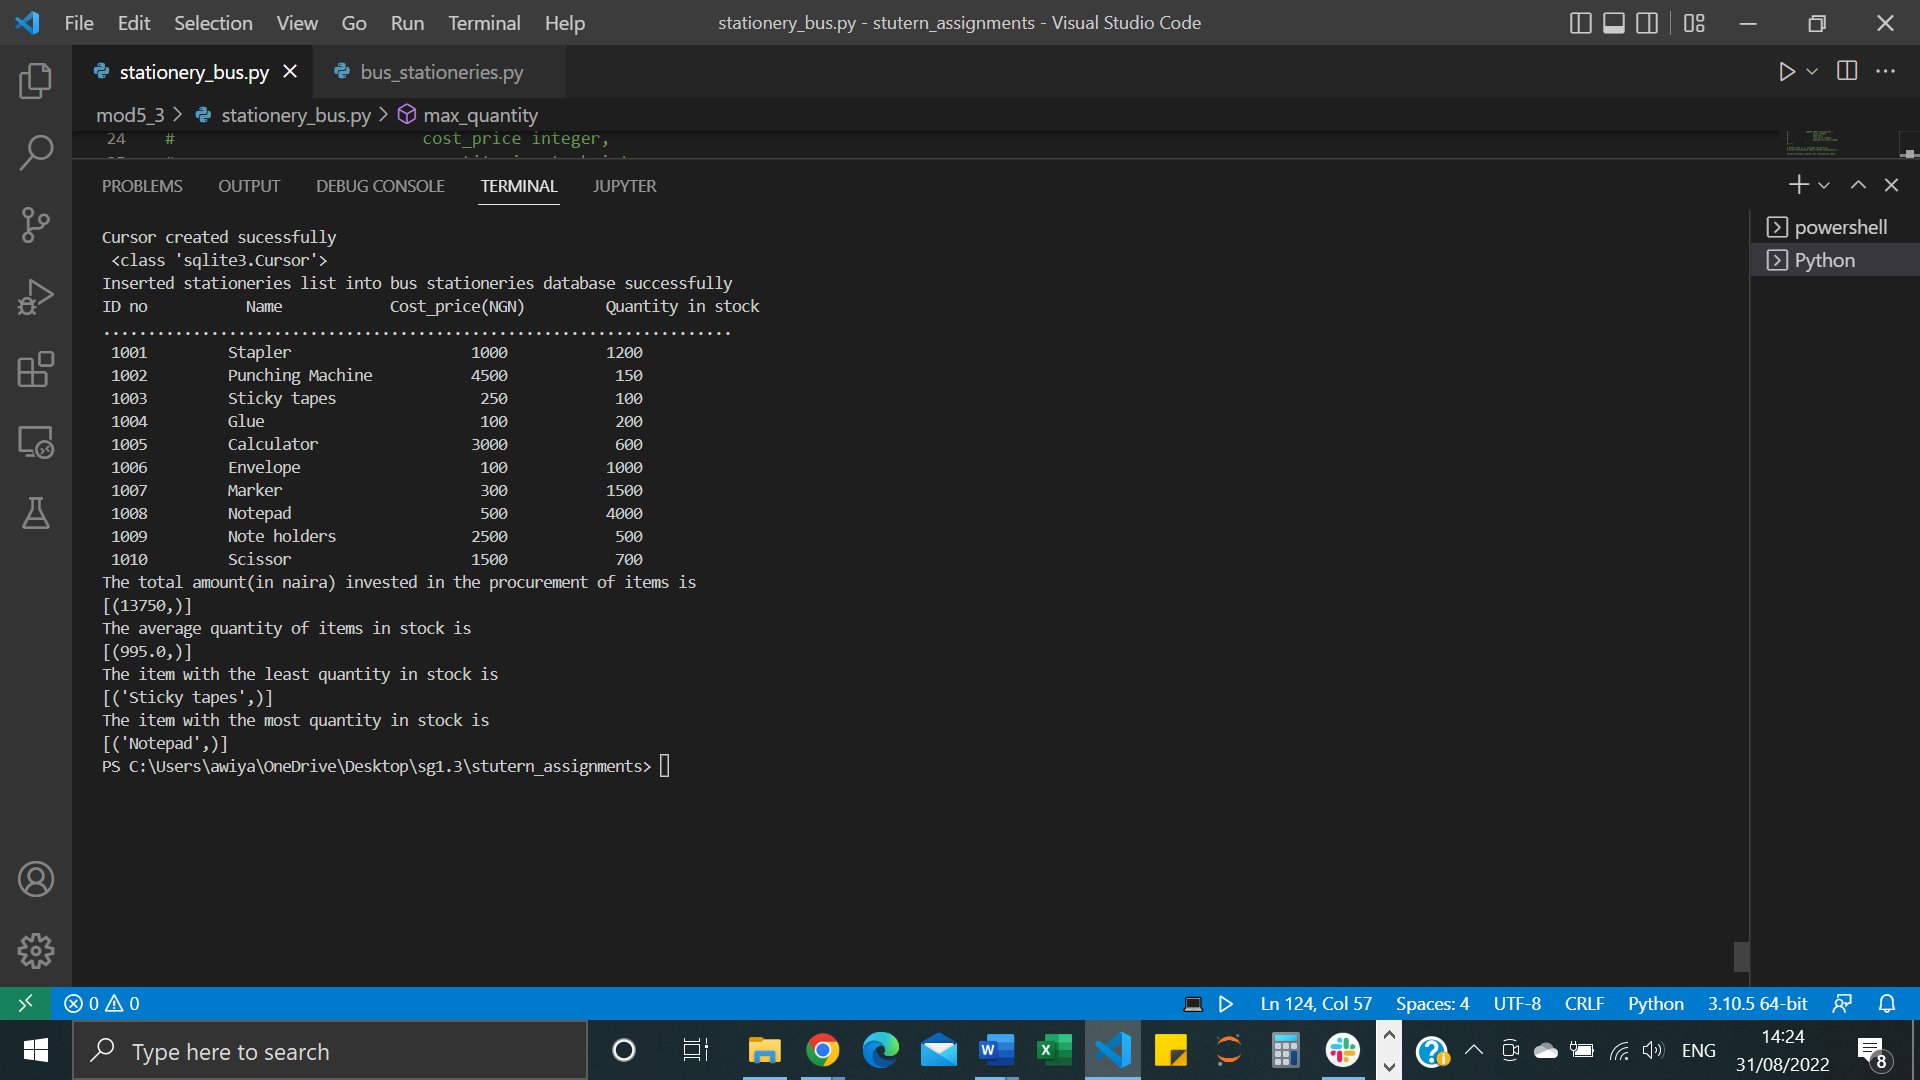 File Edit Selection View Go Run Terminal Help stationery_bus.py - stutern_assignments - Visual Studio Code
stationery_bus.py bus_stationeries.py
mod5_3 > stationery_bus.py > max_quantity
24 # cost_price integer,
PROBLEMS OUTPUT DEBUG CONSOLE TERMINAL JUPYTER
powershell
Python
Cursor created sucessfully
<class 'sqlite3.Cursor'>
Inserted stationeries list into bus stationeries database successfully
ID no Name Cost_price(NGN) Quantity in stock
......................................................................
1001 Stapler 1000 1200
1002 Punching Machine 4500 150
1003 Sticky tapes 250 100
1004 Glue 100 200
1005 Calculator 3000 600
1006 Envelope 100 1000
1007 Marker 300 1500
1008 Notepad 500 4000
1009 Note holders 2500 500
1010 Scissor 1500 700
The total amount(in naira) invested in the procurement of items is
[(13750,)]
The average quantity of items in stock is
[(995.0,)]
The item with the least quantity in stock is
[('Sticky tapes',)]
The item with the most quantity in stock is
[('Notepad',)]
PS C:\Users\awiya\OneDrive\Desktop\sg1.3\stutern_assignments>
0 0 Ln 124, Col 57 Spaces: 4 UTF-8 CRLF Python 3.10.5 64-bit
Type here to search ENG 14:24
31/08/2022 8